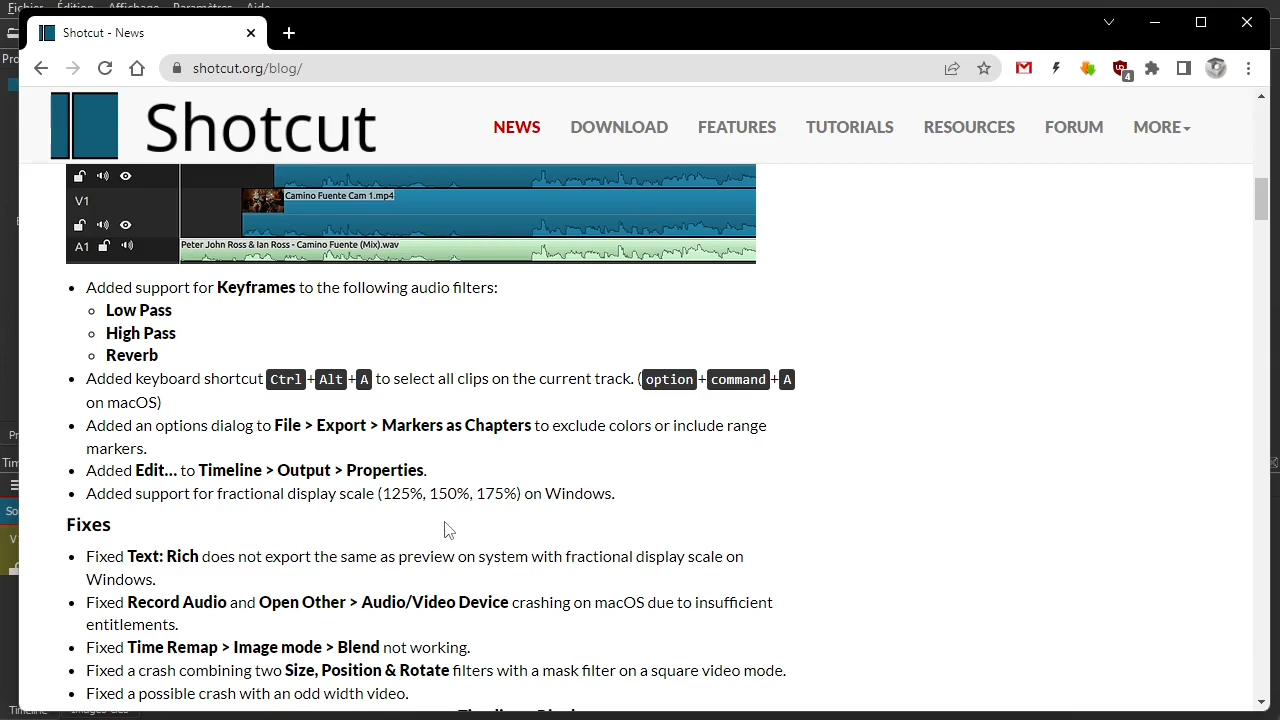 Fichier Édition Affichage Paramètres Aide
Shotcut - News
shotcut.org/blog/
4
Shotcut
NEWS DOWNLOAD FEATURES TUTORIALS RESOURCES FORUM MORE
V1
Camino Fuente Cam 1.mp4
A1
Peter John Ross & Ian Ross - Camino Fuente (Mix).wav
• Added support for Keyframes to the following audio filters:
Low Pass
High Pass
Reverb
• Added keyboard shortcut Ctrl+Alt+A to select all clips on the current track. (option+command+A
on macOS)
• Added an options dialog to File > Export > Markers as Chapters to exclude colors or include range
markers.
• Added Edit... to Timeline > Output > Properties.
• Added support for fractional display scale (125%, 150%, 175%) on Windows.
Fixes
• Fixed Text: Rich does not export the same as preview on system with fractional display scale on
Windows.
• Fixed Record Audio and Open Other > Audio/Video Device crashing on macOS due to insufficient
entitlements.
• Fixed Time Remap > Image mode > Blend not working.
• Fixed a crash combining two Size, Position & Rotate filters with a mask filter on a square video mode.
• Fixed a possible crash with an odd width video.
Timeline